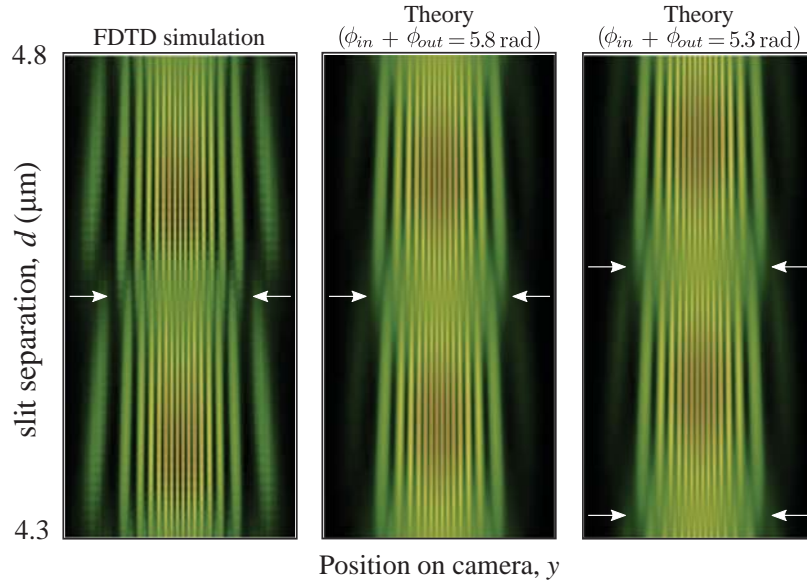 FDTD simulation
Theory
(ϕ_in + ϕ_out = 5.8 rad)
Theory
(ϕ_in + ϕ_out = 5.3 rad)
4.8
slit separation, d (μm)
4.3
Position on camera, y